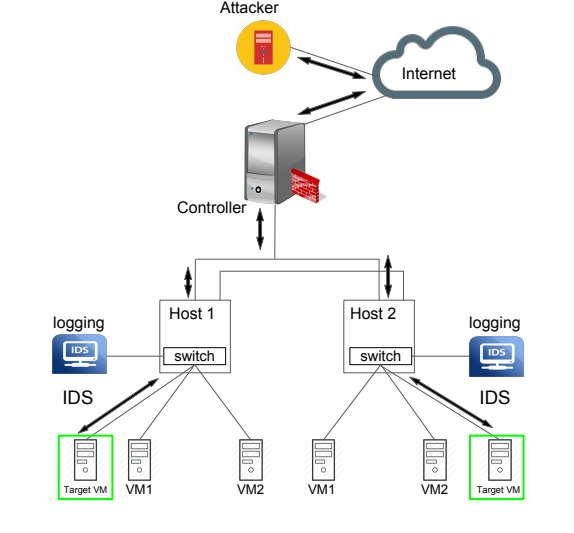 Attacker
Internet
Controller
Host 1
Host 2
logging
logging
IDS
IDS
switch
switch
IDS
IDS
Target VM
VM1
VM2
VM1
VM2
Target VM